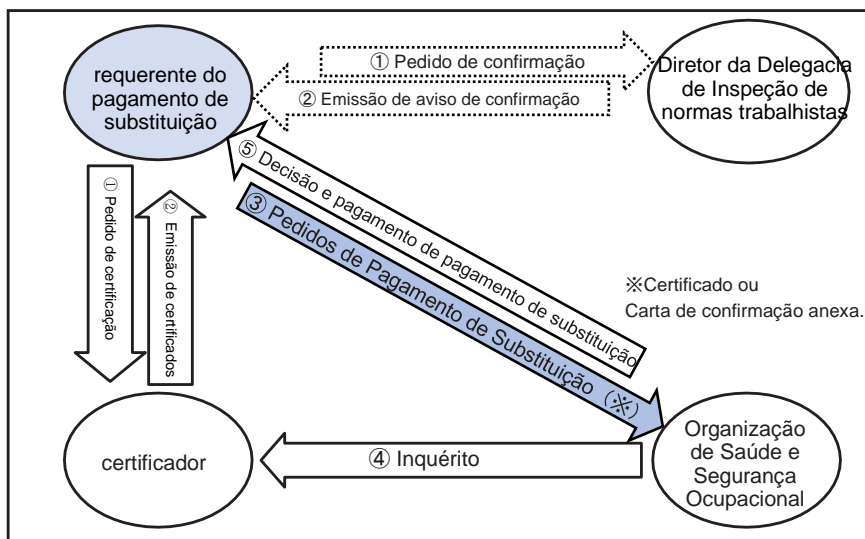 requerente do
pagamento de
substituição
① Pedido de confirmação
② Emissão de aviso de confirmação
Diretor da Delegacia
de Inspeção de
normas trabalhistas
① Pedido de certificação
② Emissão de certificados
⑤ Decisão e pagamento de pagamento de substituição
③ Pedidos de Pagamento de Substituição (※)
※Certificado ou
Carta de confirmação anexa.
certificador
④ Inquérito
Organização
de Saúde e
Segurança
Ocupacional